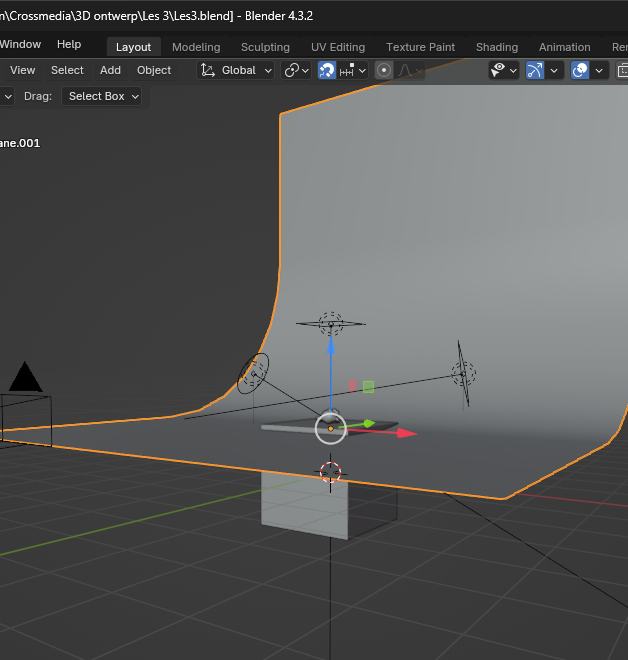 n\Crossmedia\3D ontwerp\Les 3\Les3.blend] - Blender 4.3.2
Window Help Layout Modeling Sculpting UV Editing Texture Paint Shading Animation Ren
View Select Add Object Global
Drag: Select Box
ane.001